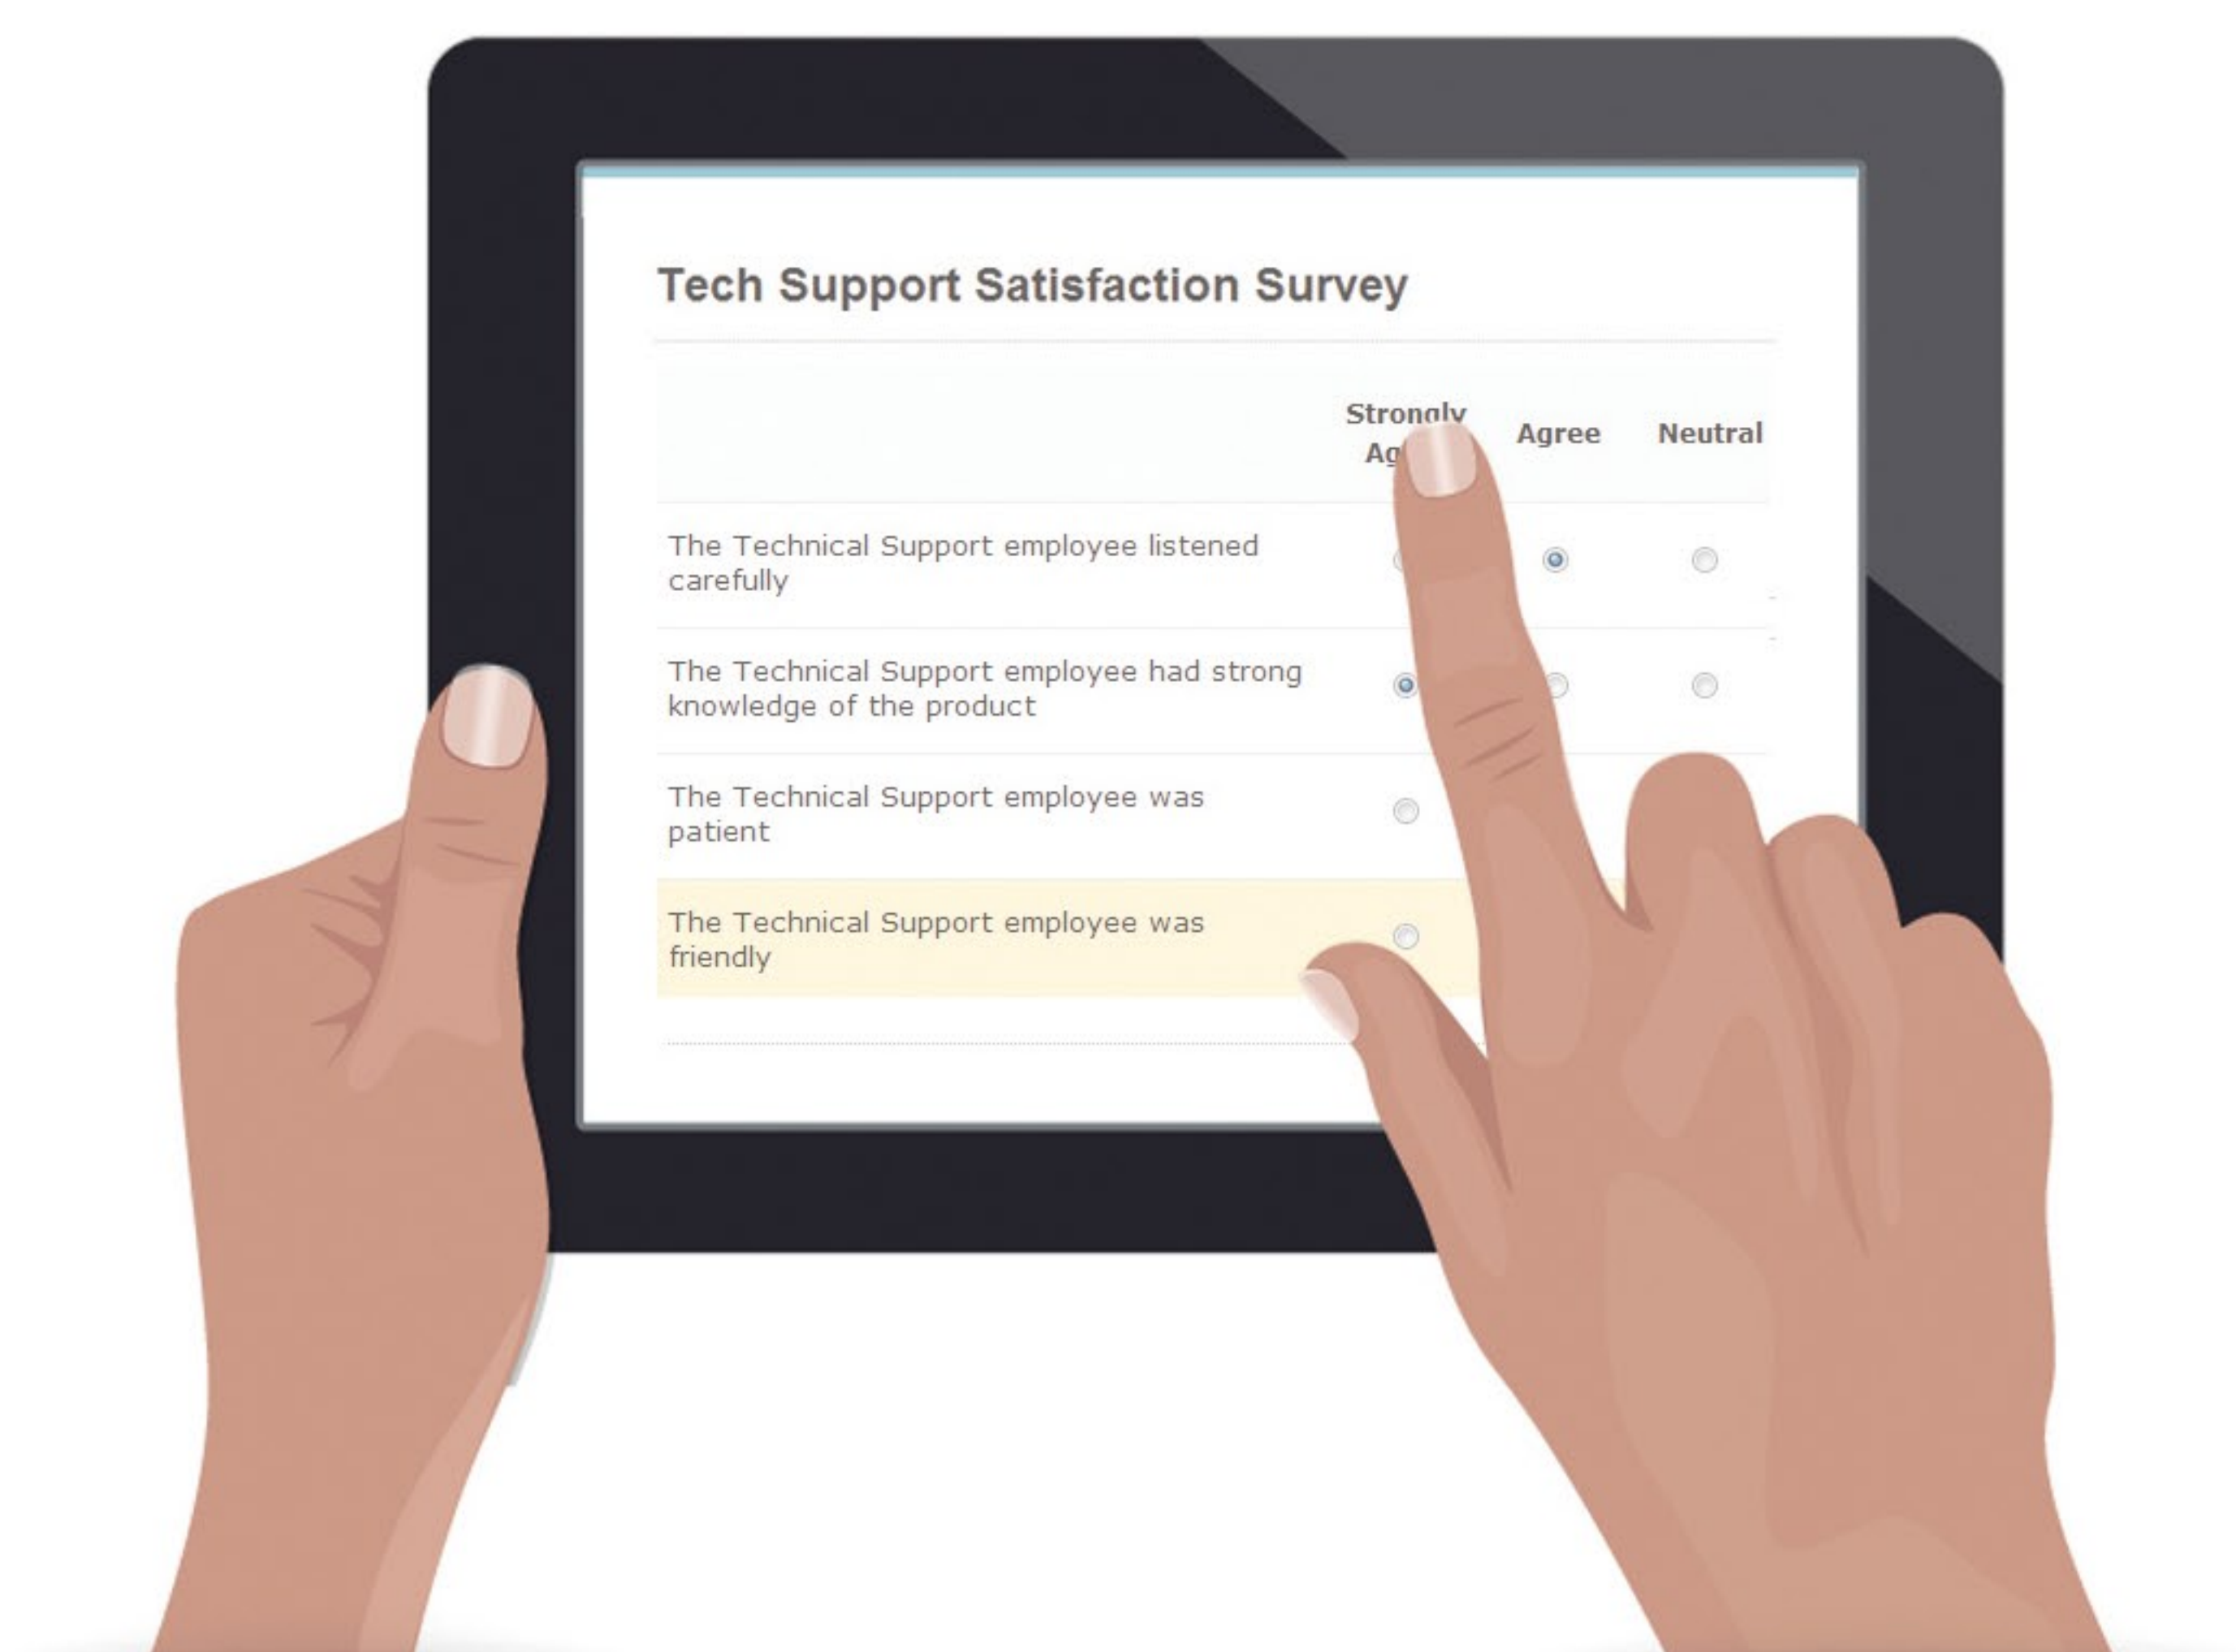 Tech Support Satisfaction Survey
Strongly
Agree Neutral
The Technical Support employee listened
carefully
The Technical Support employee had strong
knowledge of the product
The Technical Support employee was
patient
The Technical Support employee was
friendly